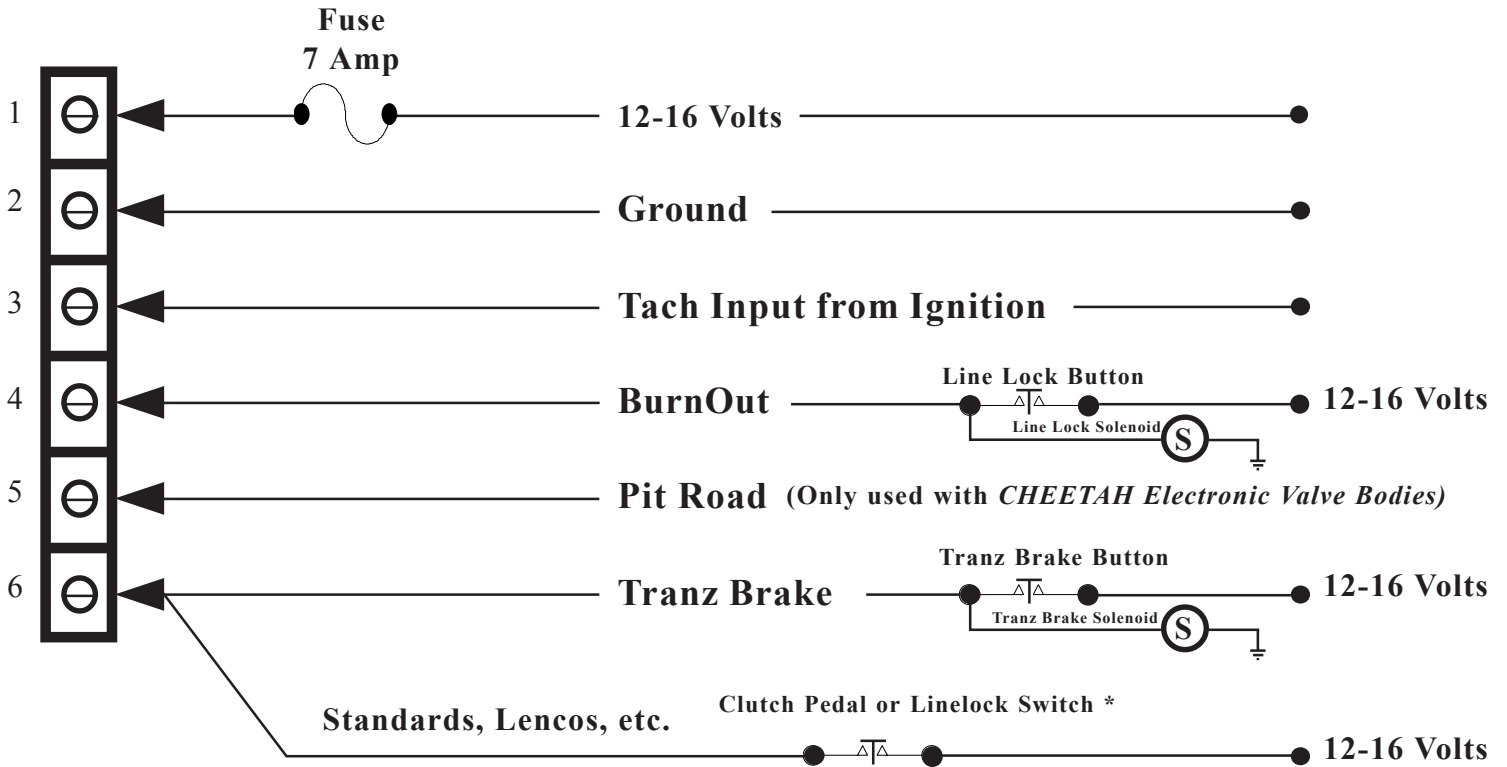 Fuse
7 Amp
1 12-16 Volts
2 Ground
3 Tach Input from Ignition
Line Lock Button
4 BurnOut 12-16 Volts
Line Lock Solenoid S
5 Pit Road (Only used with CHEETAH Electronic Valve Bodies)
Tranz Brake Button
6 Tranz Brake 12-16 Volts
Tranz Brake Solenoid S
Clutch Pedal or Linelock Switch *
Standards, Lencos, etc.
12-16 Volts